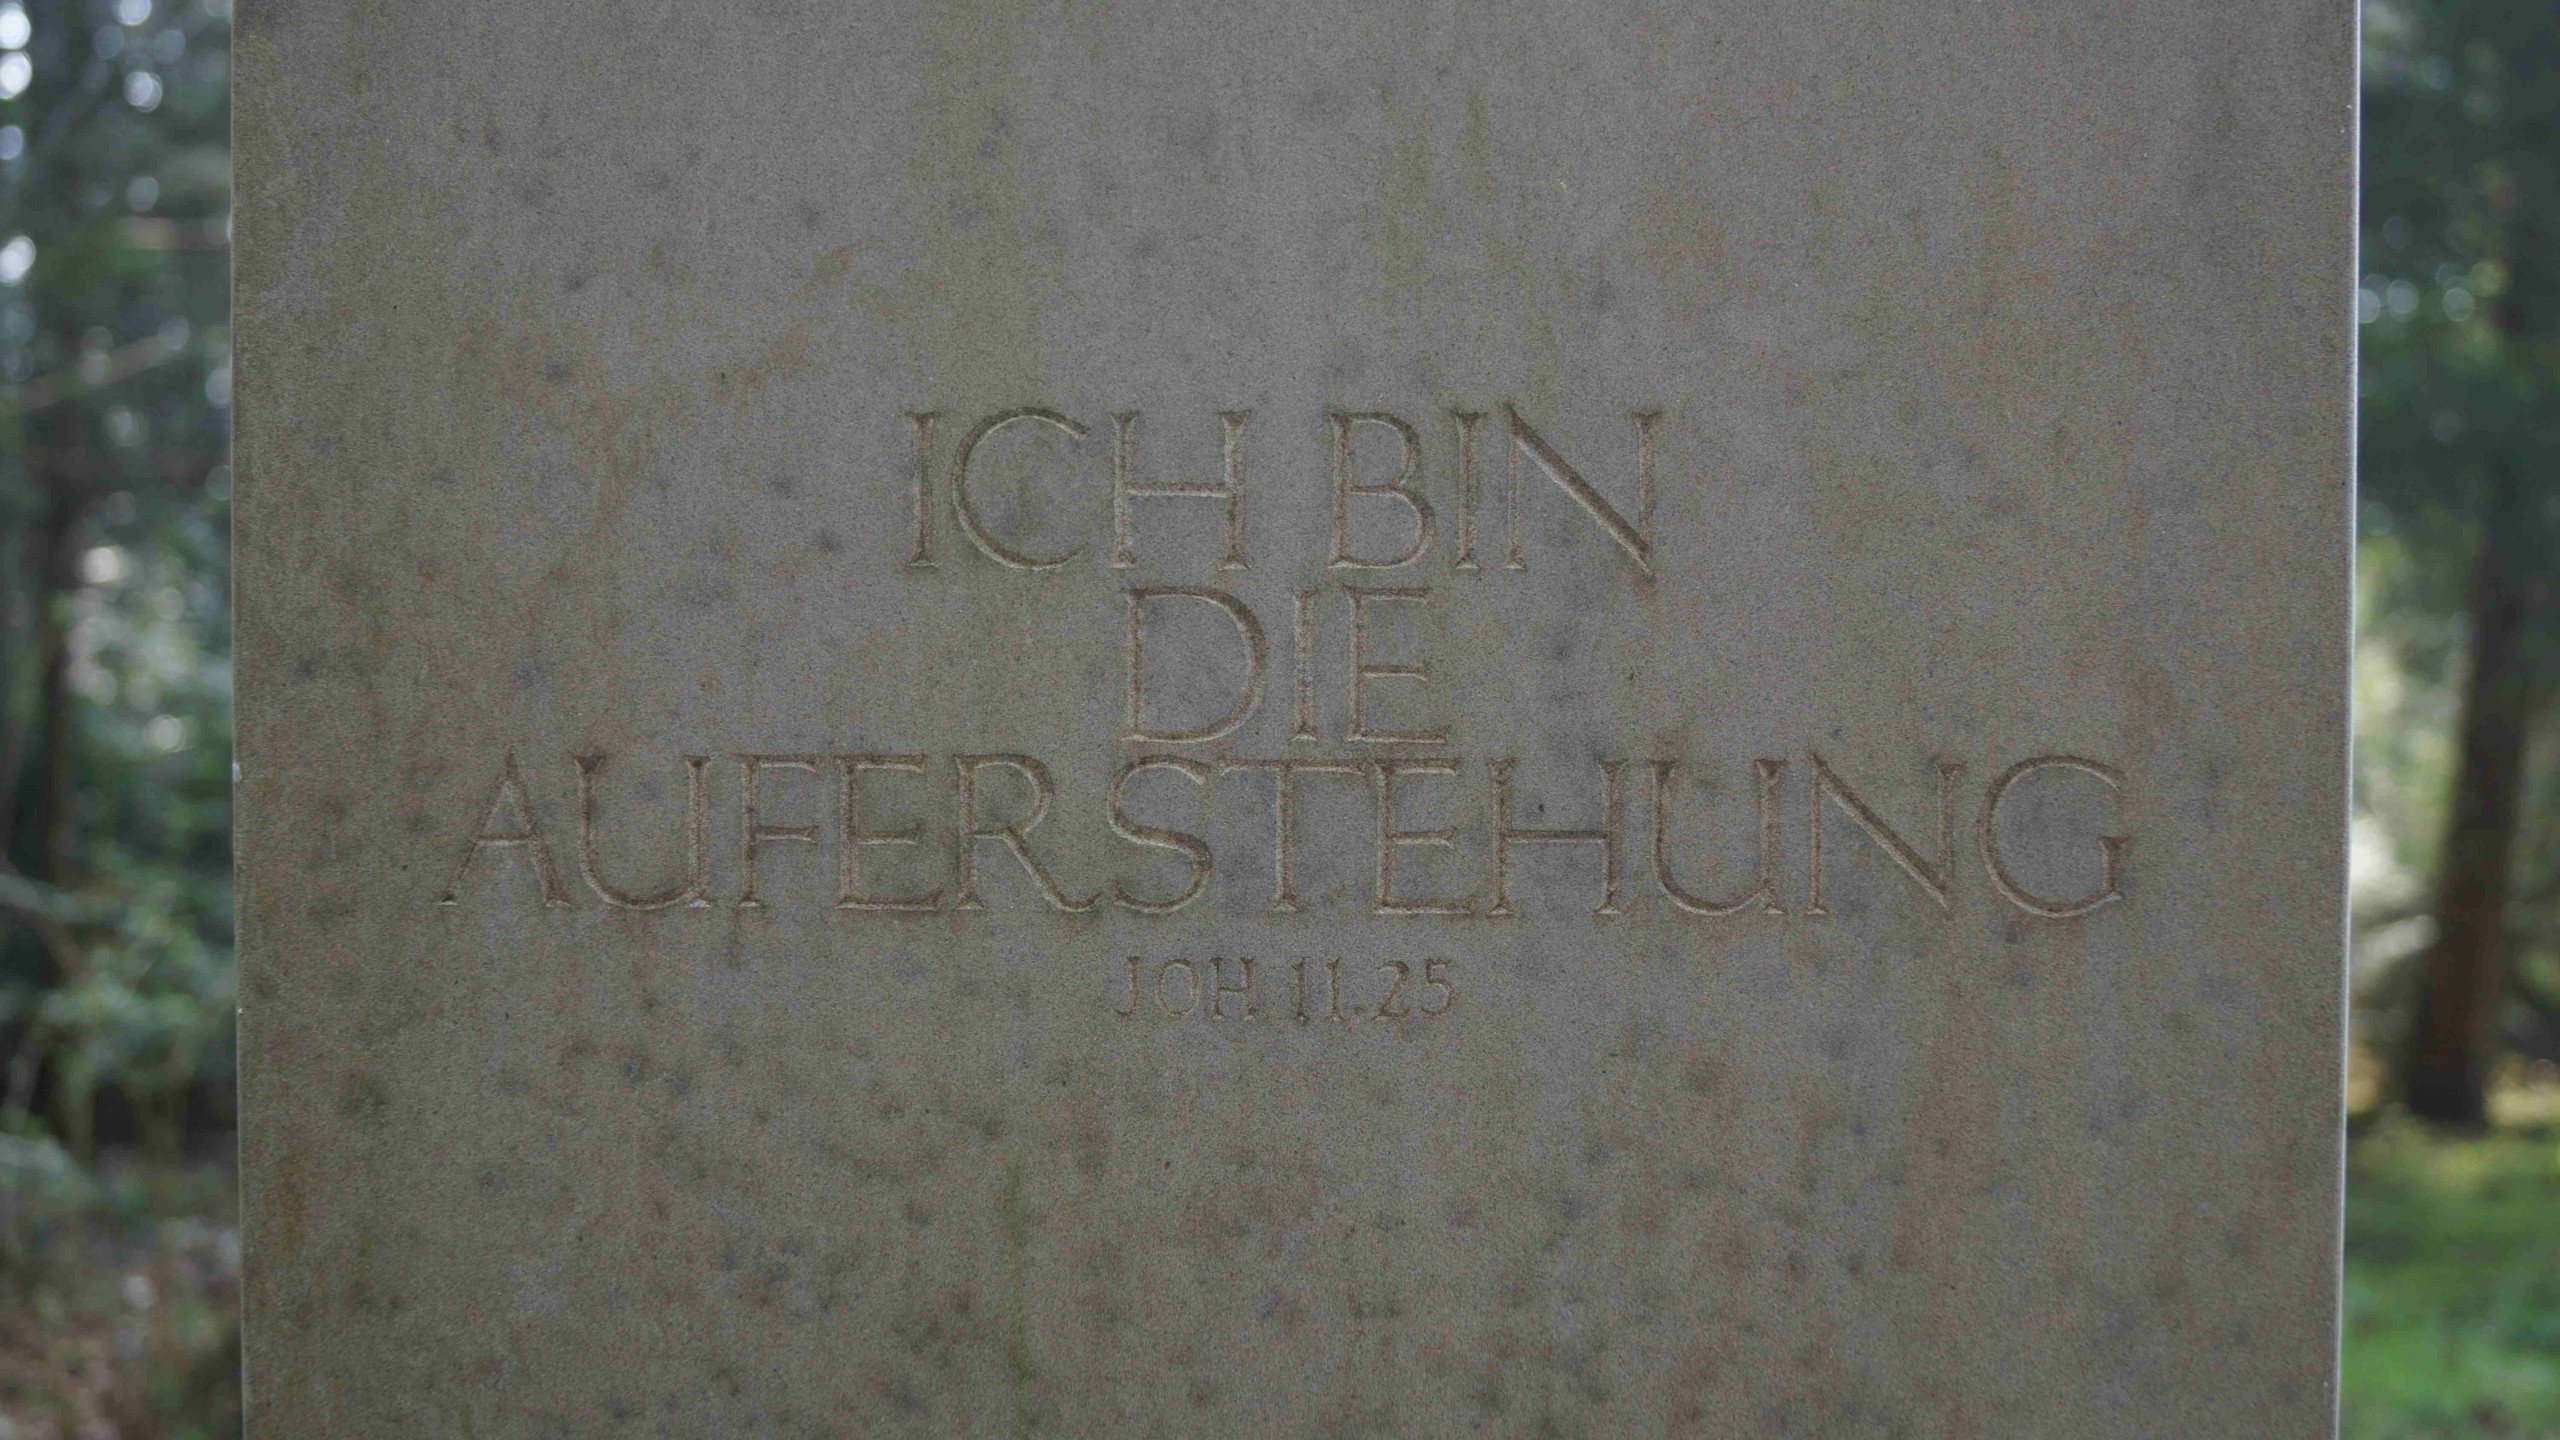 ICH BIN
DIE
AUFERSTEHUNG
JOH 11.25